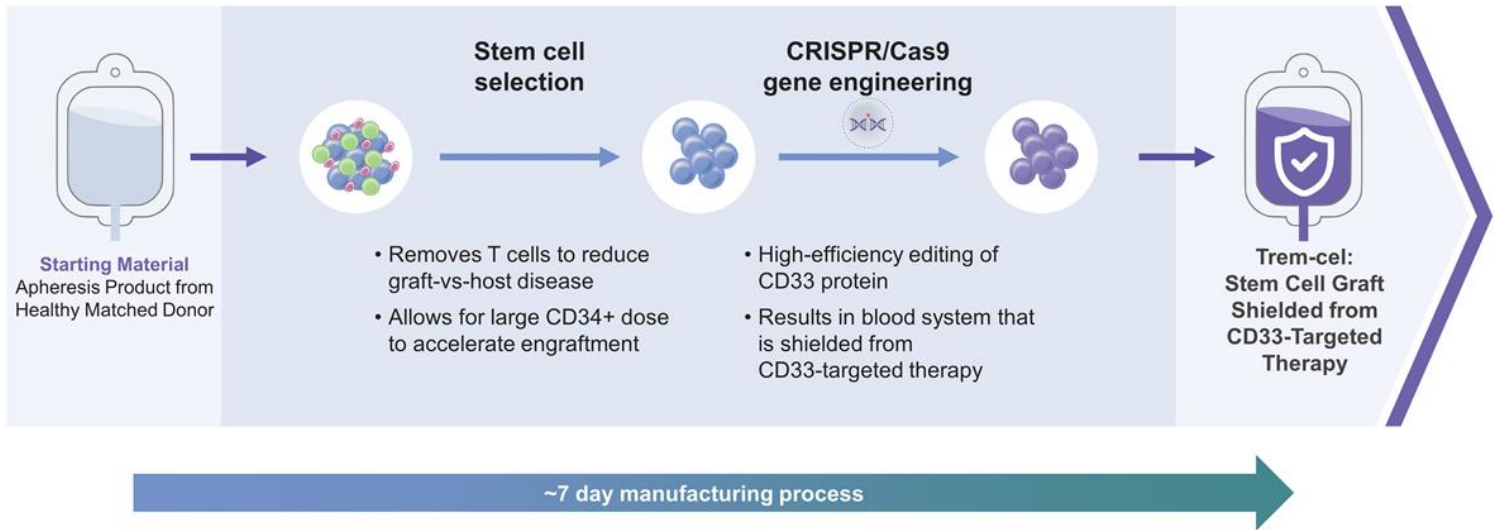 Stem cell
selection
CRISPR/Cas9
gene engineering
Starting Material
Apheresis Product from
Healthy Matched Donor
• Removes T cells to reduce
graft-vs-host disease
• Allows for large CD34+ dose
to accelerate engraftment
• High-efficiency editing of
CD33 protein
• Results in blood system that
is shielded from
CD33-targeted therapy
Trem-cel:
Stem Cell Graft
Shielded from
CD33-Targeted
Therapy
~7 day manufacturing process